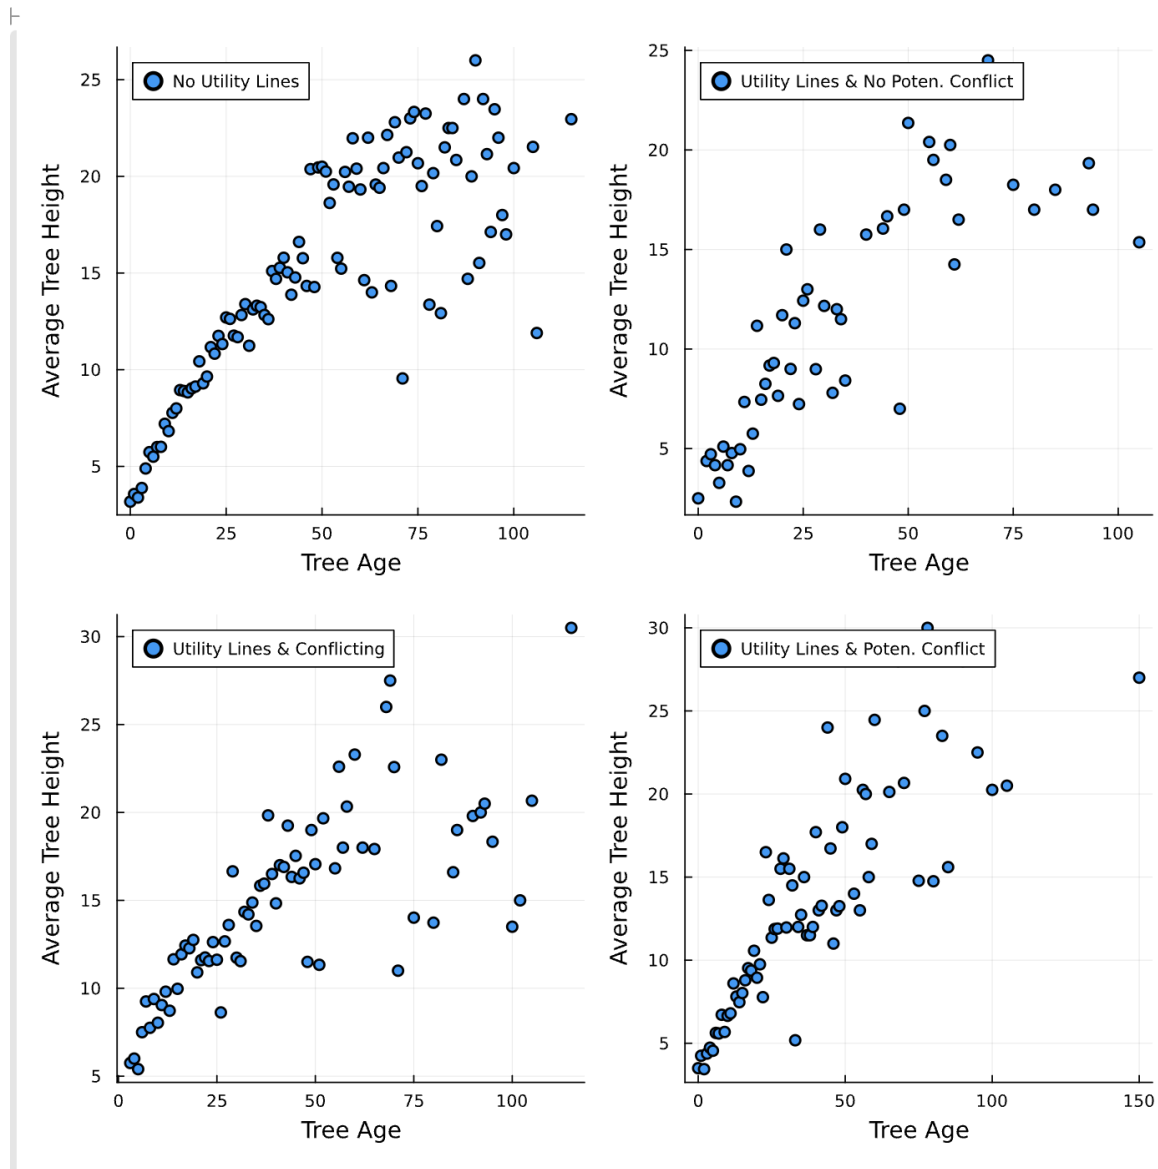 No Utility Lines
25
20
15
10
5
0 25 50 75 100
Average Tree Height
Tree Age
Utility Lines & No Poten. Conflict
25
20
15
10
5
0 25 50 75 100
Average Tree Height
Tree Age
Utility Lines & Conflicting
30
25
20
15
10
5
0 25 50 75 100
Average Tree Height
Tree Age
Utility Lines & Poten. Conflict
30
25
20
15
10
5
0 50 100 150
Average Tree Height
Tree Age